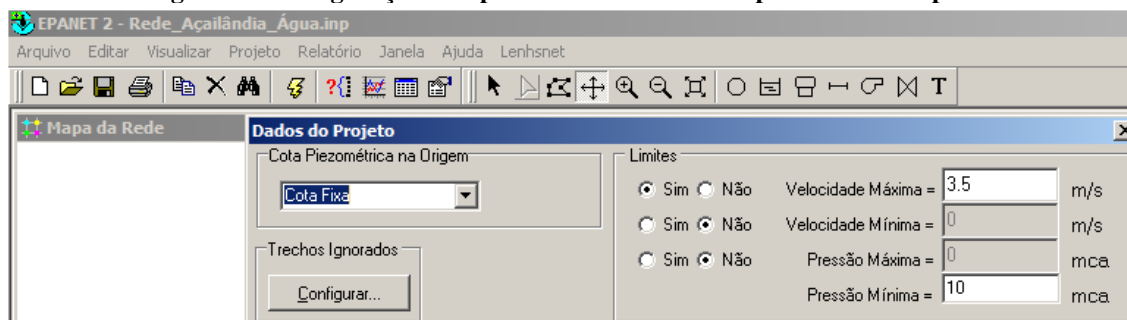 EPANET 2 - Rede_Açailândia_Água.inp
Arquivo Editar Visualizar Projeto Relatório Janela Ajuda Lenhsnet
T
Mapa da Rede
Dados do Projeto
Cota Piezométrica na Origem
Cota Fixa
Trechos Ignorados
Configurar...
Limites
Sim Não Velocidade Máxima = 3.5 m/s
Sim Não Velocidade Mínima = 0 m/s
Sim Não Pressão Máxima = 0 mca
Pressão Mínima = 10 mca